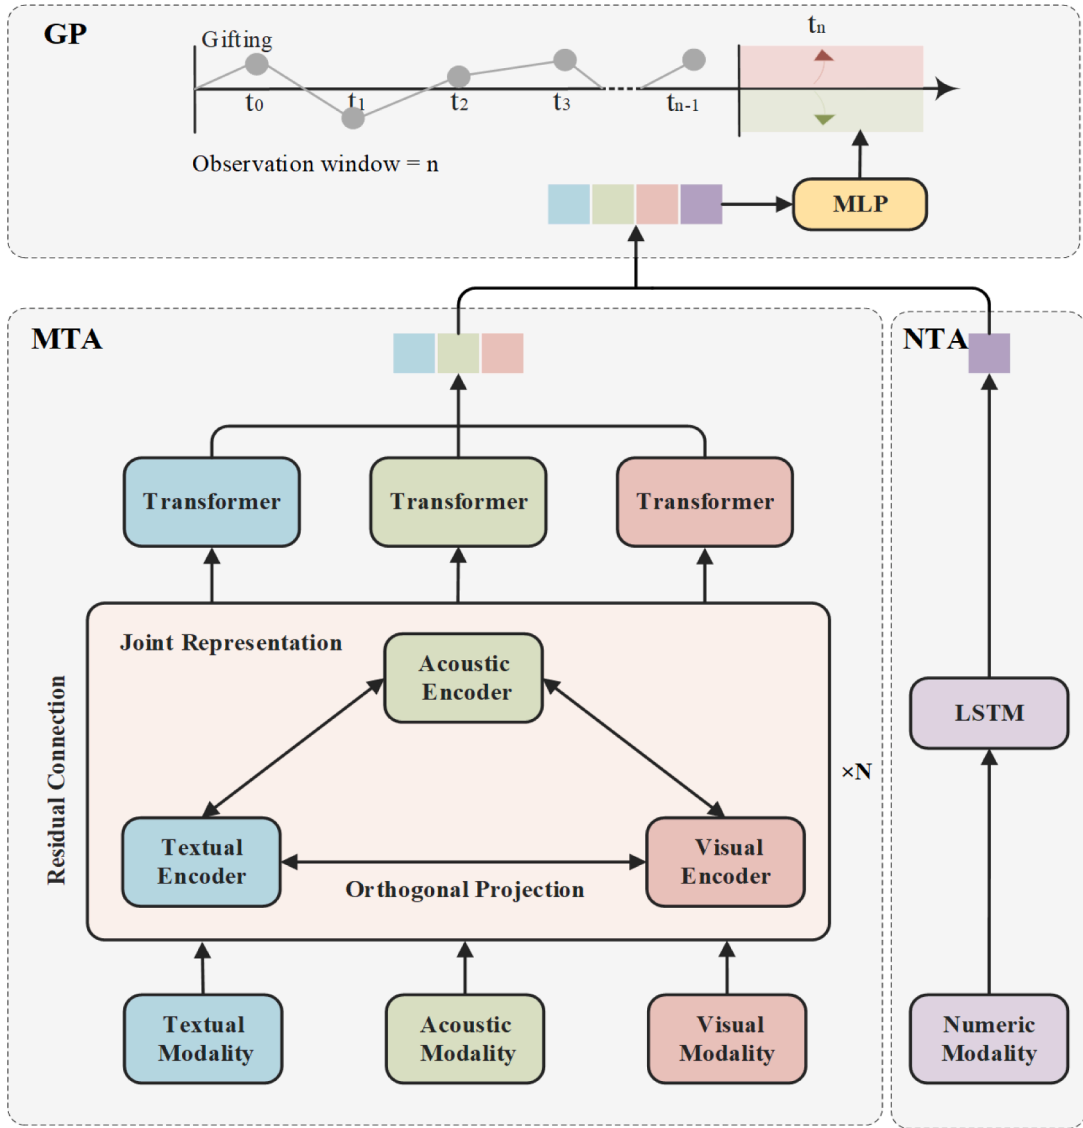 GP
Gifting
t₀
t₁
t₂
t₃
tₙ₋₁
tₙ
Observation window = n
MLP
MTA
NTA
Transformer
Transformer
Transformer
Joint Representation
Acoustic
Encoder
Residual Connection
LSTM
×N
Textual
Encoder
Visual
Encoder
Orthogonal Projection
Textual
Modality
Acoustic
Modality
Visual
Modality
Numeric
Modality